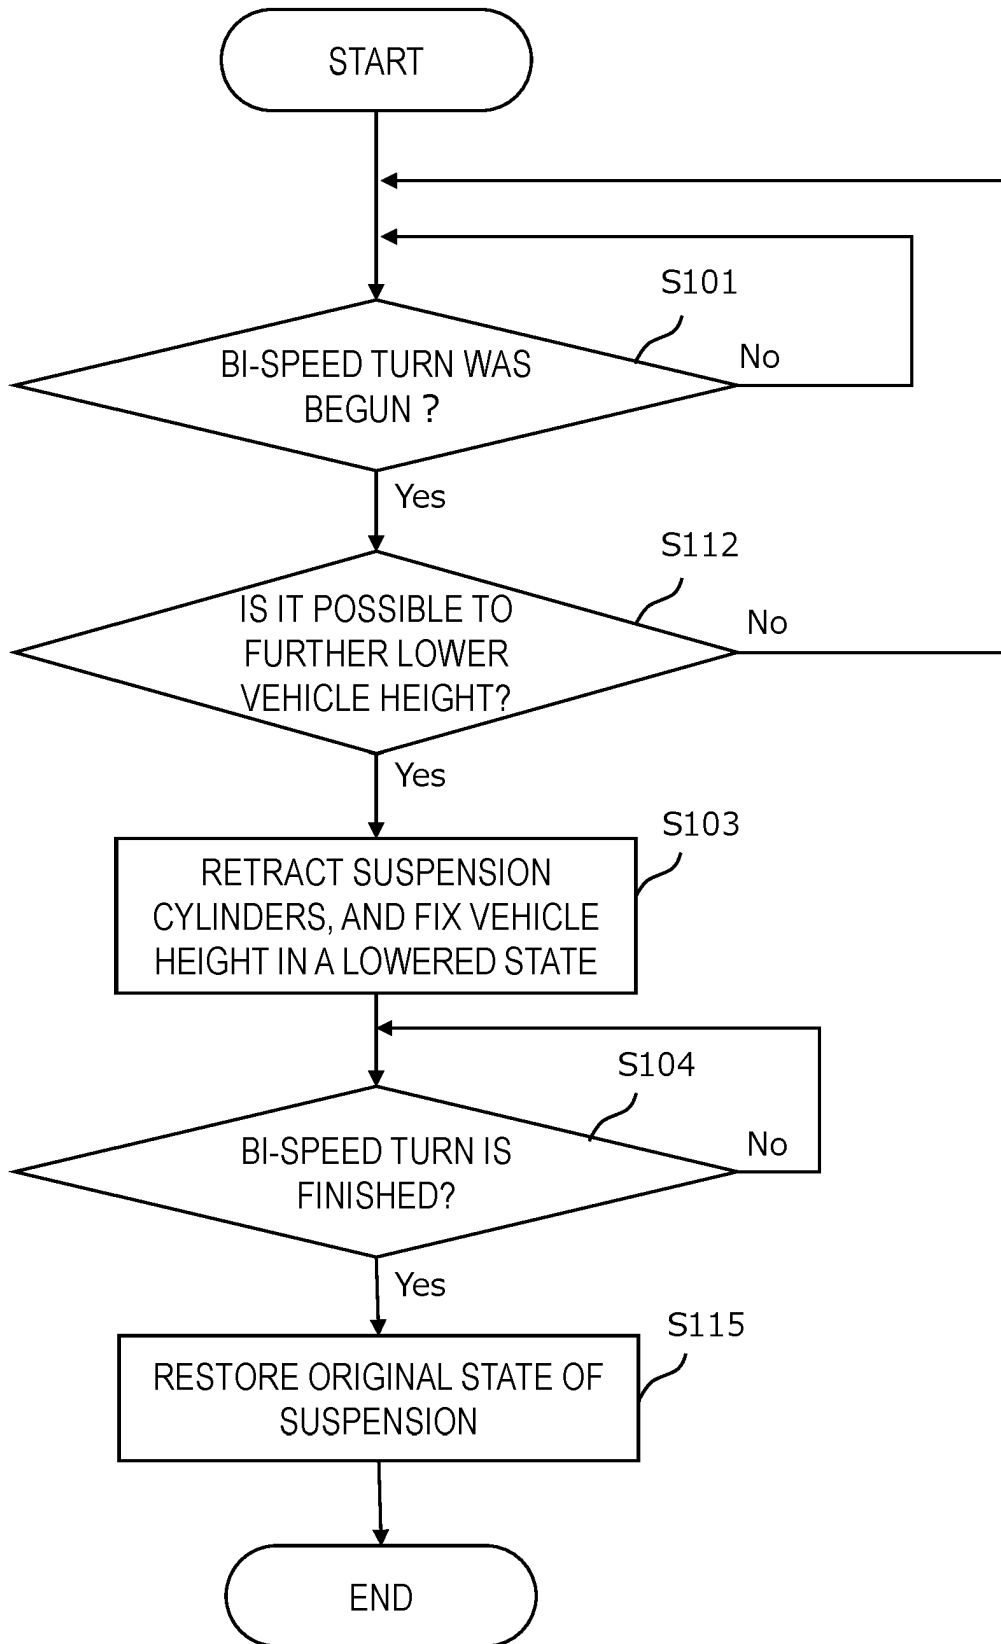 START
S101
BI-SPEED TURN WAS
BEGUN ?
No
Yes
S112
IS IT POSSIBLE TO
FURTHER LOWER
VEHICLE HEIGHT?
No
Yes
S103
RETRACT SUSPENSION
CYLINDERS, AND FIX VEHICLE
HEIGHT IN A LOWERED STATE
S104
BI-SPEED TURN IS
FINISHED?
No
Yes
S115
RESTORE ORIGINAL STATE OF
SUSPENSION
END